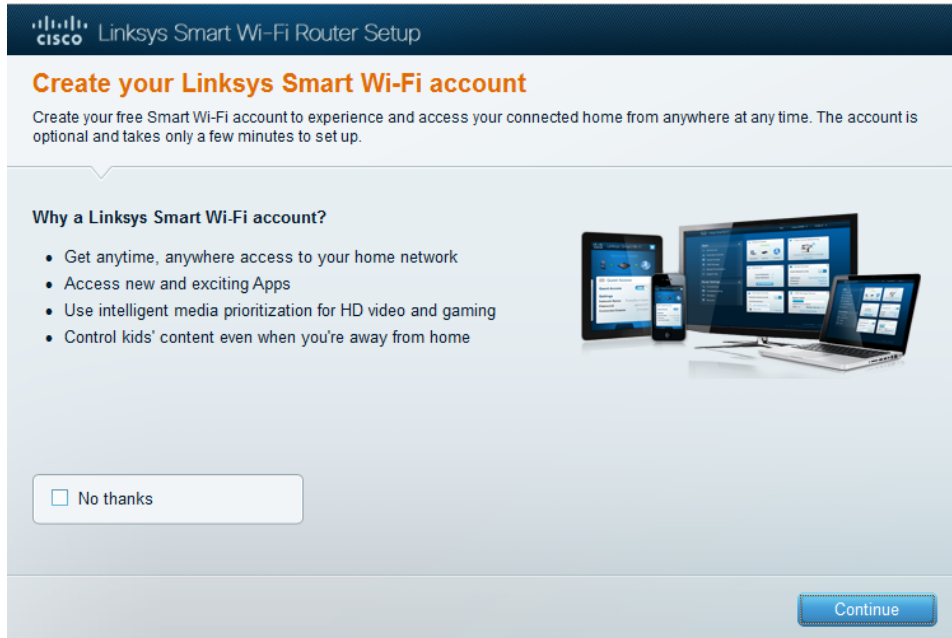 CISCO Linksys Smart Wi-Fi Router Setup
Create your Linksys Smart Wi-Fi account
Create your free Smart Wi-Fi account to experience and access your connected home from anywhere at any time. The account is
optional and takes only a few minutes to set up.
Why a Linksys Smart Wi-Fi account?
• Get anytime, anywhere access to your home network
• Access new and exciting Apps
• Use intelligent media prioritization for HD video and gaming
• Control kids' content even when you're away from home
No thanks
Continue